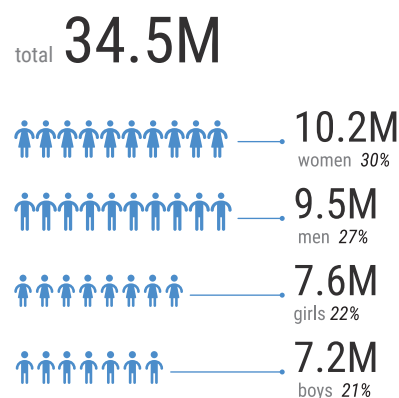 total 34.5M
10.2M
women 30%
9.5M
men 27%
7.6M
girls 22%
7.2M
boys 21%